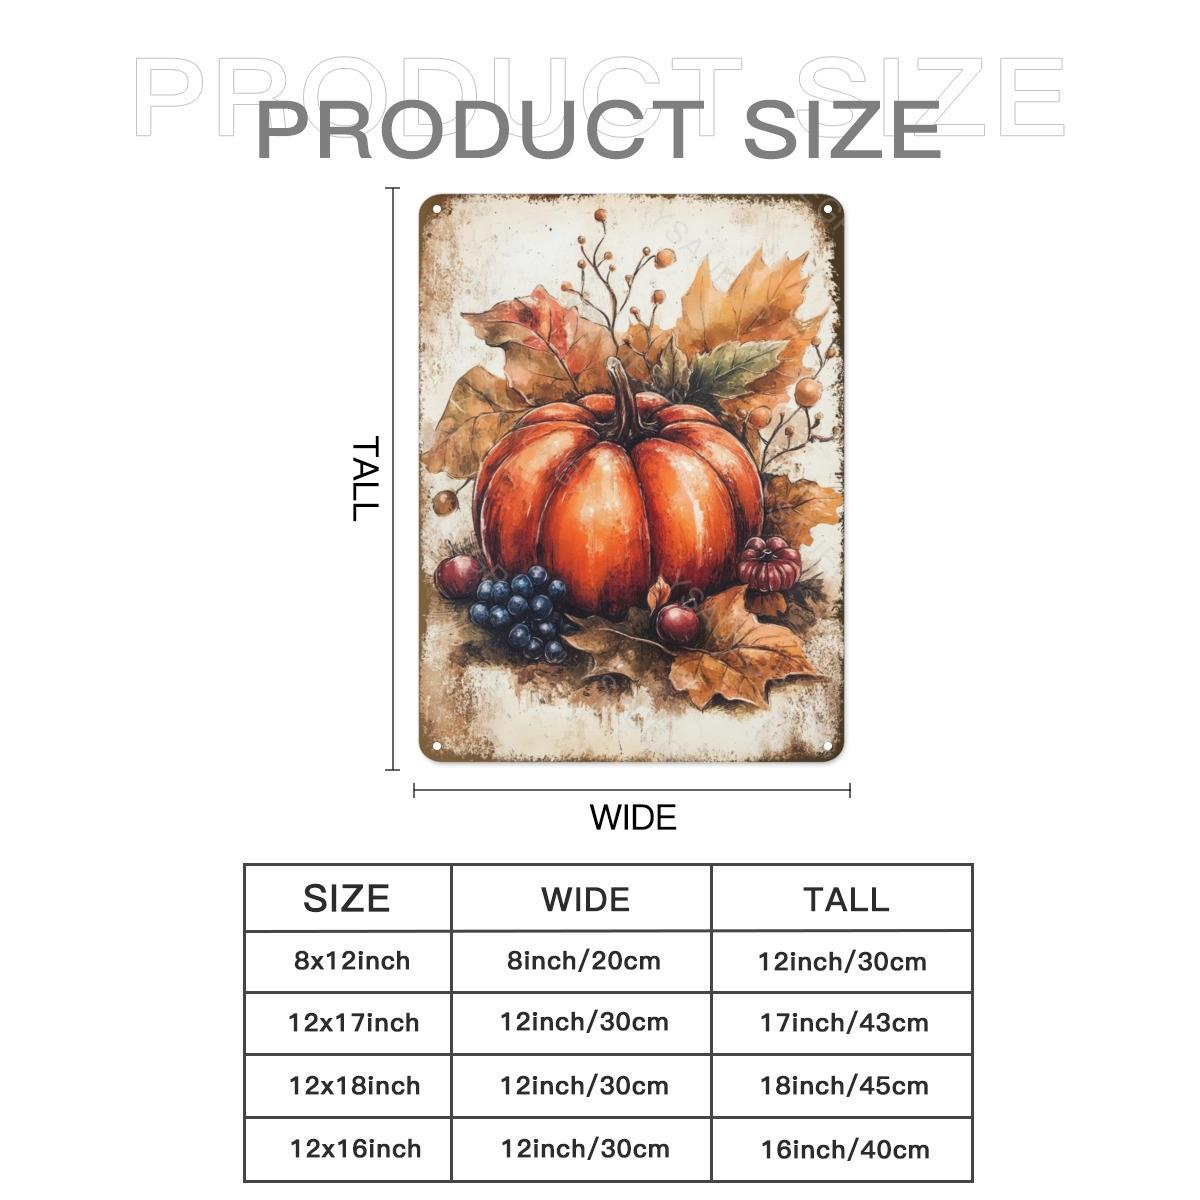 PRODUCT SIZE
PRODUCT SIZE
TALL
WIDE
SIZE WIDE TALL
8x12inch 8inch/20cm 12inch/30cm
12x17inch 12inch/30cm 17inch/43cm
12x18inch 12inch/30cm 18inch/45cm
12x16inch 12inch/30cm 16inch/40cm